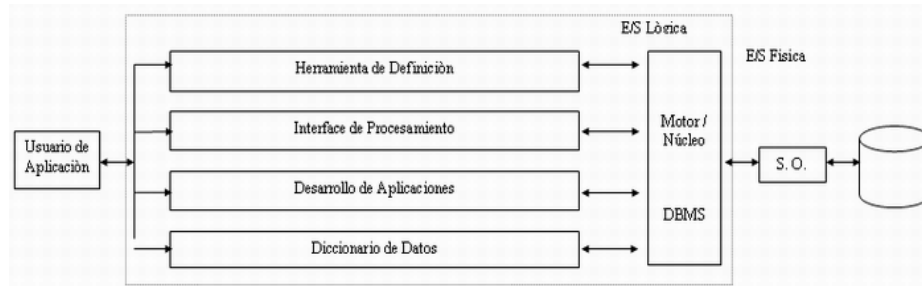 E/S Lògica
E/S Fisica
Herramienta de Definiciòn
Interface de Procesamiento
Motor /
Núcleo
Usuario de
Aplicaciòn
S. O.
Desarrollo de Aplicaciones
DBMS
Diccionario de Datos